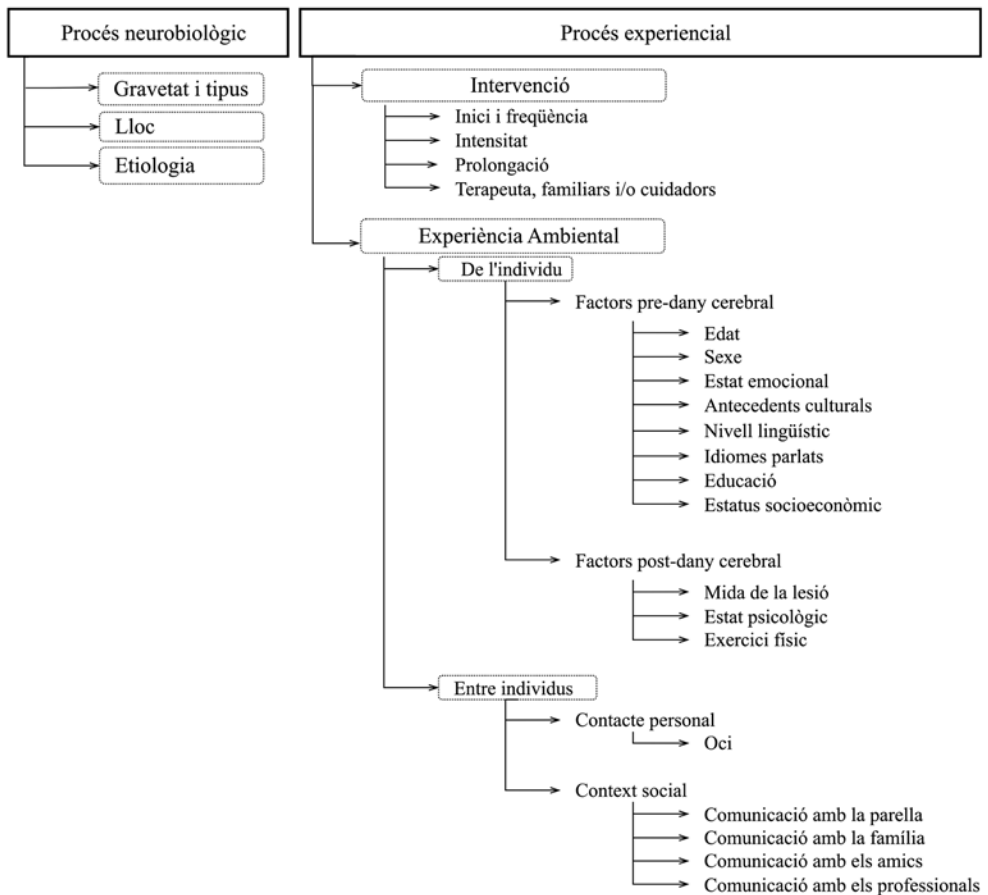 Procés neurobiològic
Gravetat i tipus
Lloc
Etiologia
Procés experiencial
Intervenció
Inici i freqüència
Intensitat
Prolongació
Terapeuta, familiars i/o cuidadors
Experiència Ambiental
De l'individu
Factors pre-dany cerebral
Edat
Sexe
Estat emocional
Antecedents culturals
Nivell lingüístic
Idiomes parlats
Educació
Estatus socioeconòmic
Factors post-dany cerebral
Mida de la lesió
Estat psicològic
Exercici físic
Entre individus
Contacte personal
Oci
Context social
Comunicació amb la parella
Comunicació amb la família
Comunicació amb els amics
Comunicació amb els professionals